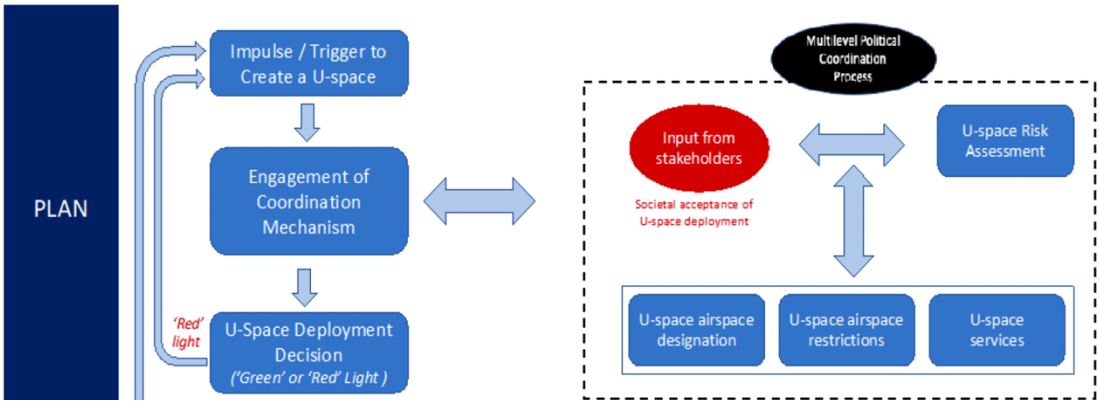 PLAN
Impulse / Trigger to
Create a U-space
Engagement of
Coordination
Mechanism
'Red'
light
U-Space Deployment
Decision
('Green' or 'Red' Light )
Multilevel Political
Coordination
Process
Input from
stakeholders
Societal acceptance of
U-space deployment
U-space Risk
Assessment
U-space airspace
designation
U-space airspace
restrictions
U-space
services